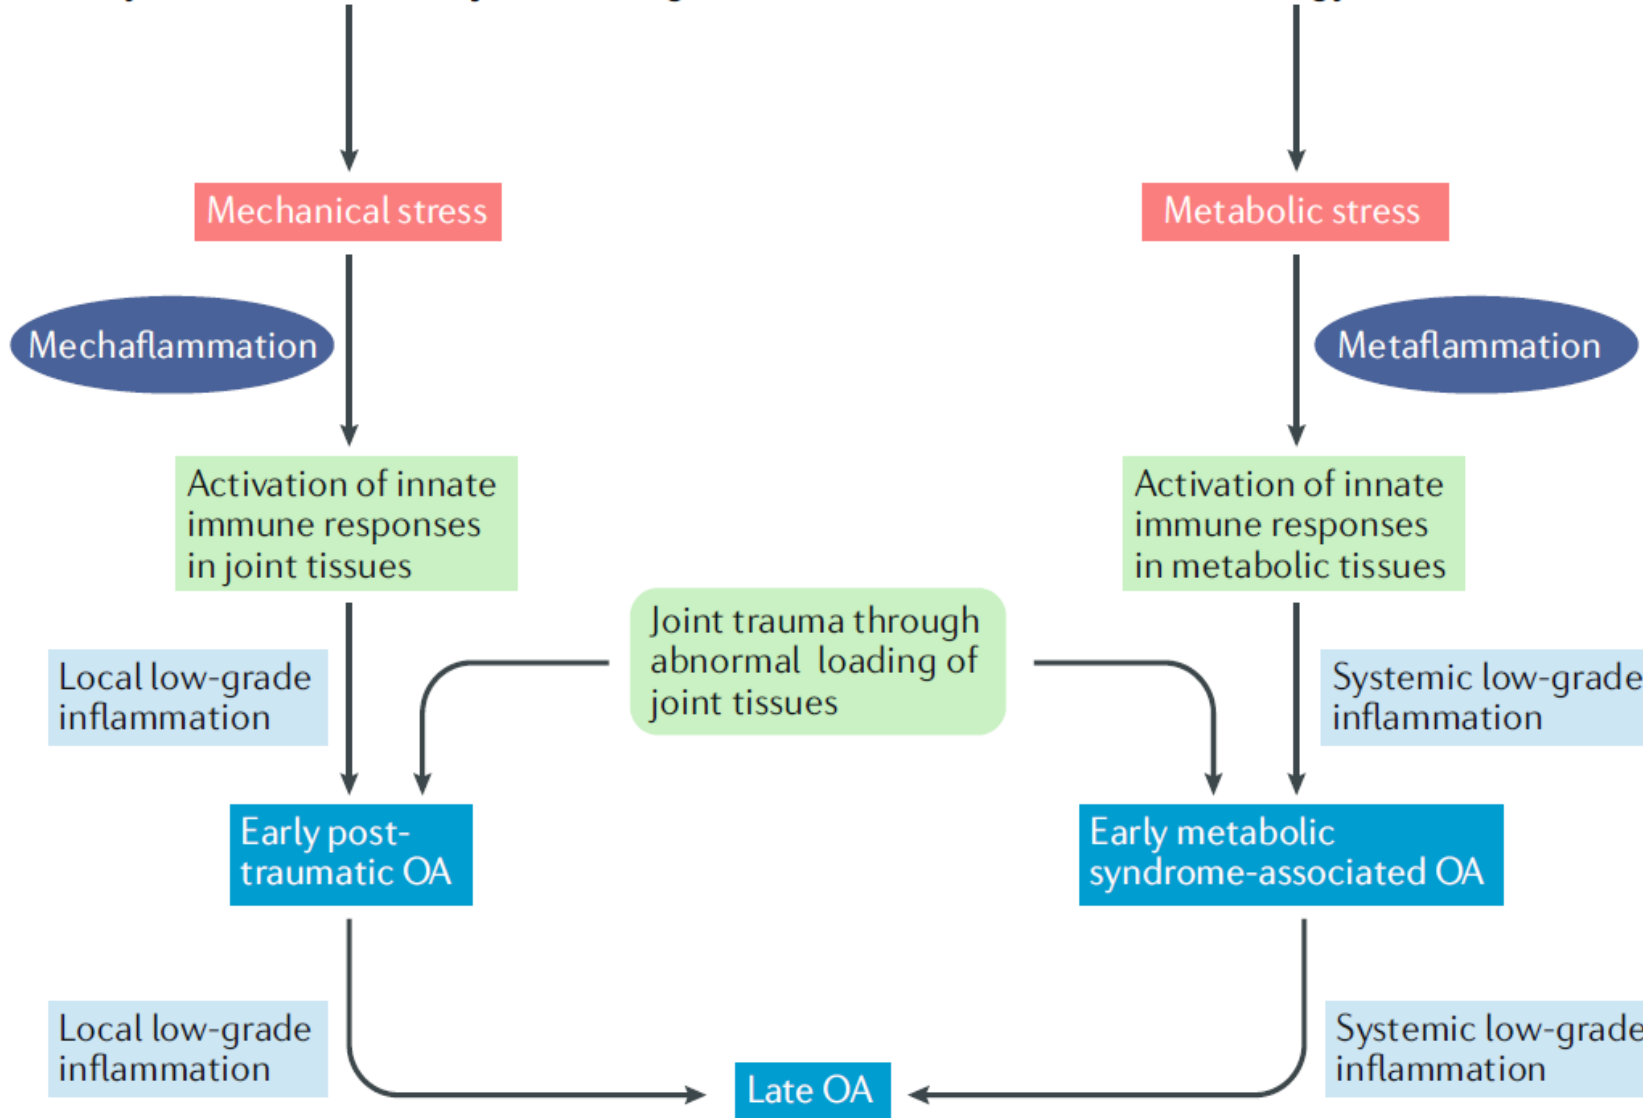 Mechanical stress
Metabolic stress
Mechaflammation
Metaflammation
Activation of innate
immune responses
in joint tissues
Activation of innate
immune responses
in metabolic tissues
Joint trauma through
abnormal loading of
joint tissues
Local low-grade
inflammation
Systemic low-grade
inflammation
Early post-
traumatic OA
Early metabolic
syndrome-associated OA
Local low-grade
inflammation
Systemic low-grade
inflammation
Late OA